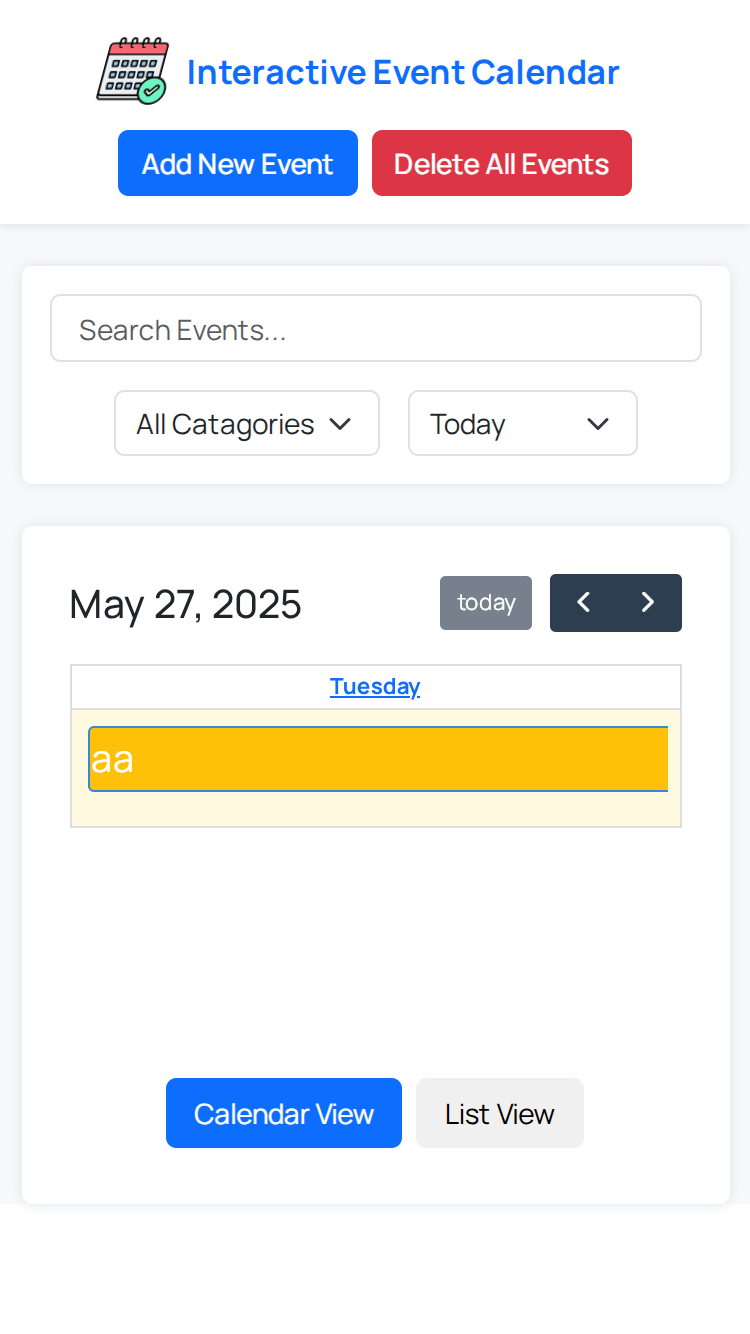 Interactive Event Calendar
Add New Event Delete All Events
Search Events...
All Catagories Today
May 27, 2025 today
Tuesday
aa
Calendar View List View